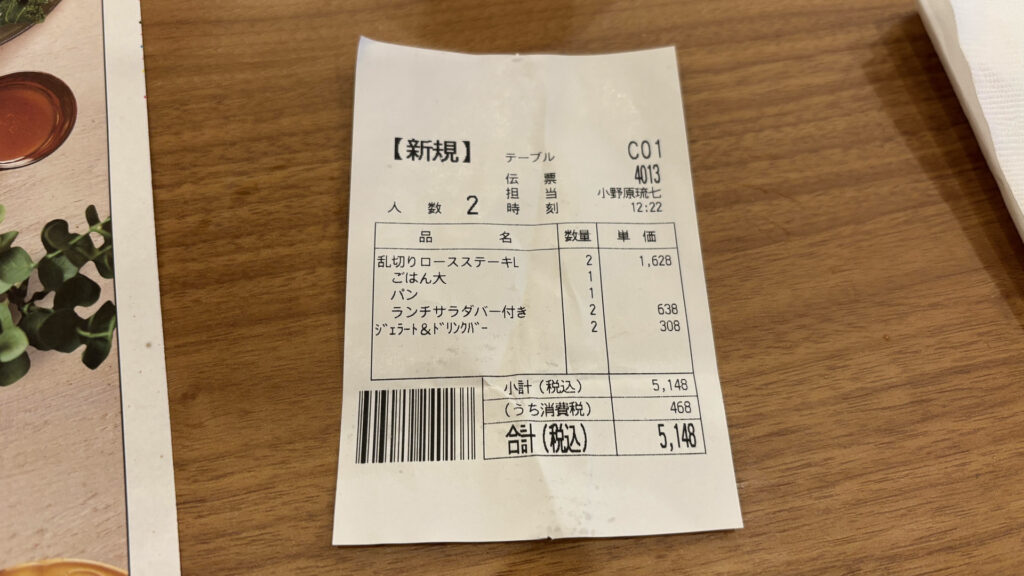 【新規】 テーブル C01
伝票 4013
担当 小野原琉七
人数 2 時刻 12:22
品名 数量 単価
乱切りロースステーキL 2 1,628
ごはん大 1
パン 1
ランチサラダバー付き 2 638
ｼﾞｪﾗｰﾄ＆ﾄﾞﾘﾝｸﾊﾞｰ 2 308
小計(税込) 5,148
(うち消費税) 468
合計(税込) 5,148